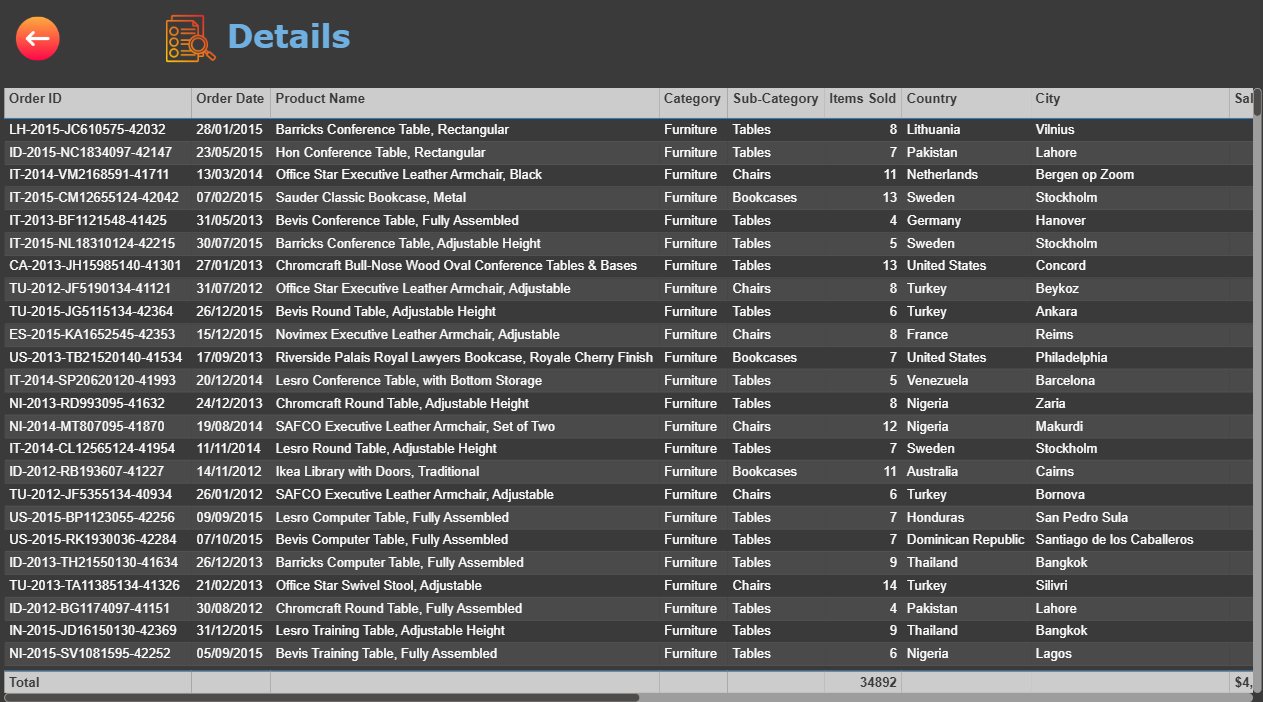 Details
Order ID Order Date Product Name Category Sub-Category Items Sold Country City Sal
LH-2015-JC610575-42032 28/01/2015 Barricks Conference Table, Rectangular Furniture Tables 8 Lithuania Vilnius
ID-2015-NC1834097-42147 23/05/2015 Hon Conference Table, Rectangular Furniture Tables 7 Pakistan Lahore
IT-2014-VM2168591-41711 13/03/2014 Office Star Executive Leather Armchair, Black Furniture Chairs 11 Netherlands Bergen op Zoom
IT-2015-CM12655124-42042 07/02/2015 Sauder Classic Bookcase, Metal Furniture Bookcases 13 Sweden Stockholm
IT-2013-BF1121548-41425 31/05/2013 Bevis Conference Table, Fully Assembled Furniture Tables 4 Germany Hanover
IT-2015-NL18310124-42215 30/07/2015 Barricks Conference Table, Adjustable Height Furniture Tables 5 Sweden Stockholm
CA-2013-JH15985140-41301 27/01/2013 Chromcraft Bull-Nose Wood Oval Conference Tables & Bases Furniture Tables 13 United States Concord
TU-2012-JF5190134-41121 31/07/2012 Office Star Executive Leather Armchair, Adjustable Furniture Chairs 8 Turkey Beykoz
TU-2015-JG5115134-42364 26/12/2015 Bevis Round Table, Adjustable Height Furniture Tables 6 Turkey Ankara
ES-2015-KA1652545-42353 15/12/2015 Novimex Executive Leather Armchair, Adjustable Furniture Chairs 8 France Reims
US-2013-TB21520140-41534 17/09/2013 Riverside Palais Royal Lawyers Bookcase, Royale Cherry Finish Furniture Bookcases 7 United States Philadelphia
IT-2014-SP20620120-41993 20/12/2014 Lesro Conference Table, with Bottom Storage Furniture Tables 5 Venezuela Barcelona
NI-2013-RD993095-41632 24/12/2013 Chromcraft Round Table, Adjustable Height Furniture Tables 8 Nigeria Zaria
NI-2014-MT807095-41870 19/08/2014 SAFCO Executive Leather Armchair, Set of Two Furniture Chairs 12 Nigeria Makurdi
IT-2014-CL12565124-41954 11/11/2014 Lesro Round Table, Adjustable Height Furniture Tables 7 Sweden Stockholm
ID-2012-RB193607-41227 14/11/2012 Ikea Library with Doors, Traditional Furniture Bookcases 11 Australia Cairns
TU-2012-JF5355134-40934 26/01/2012 SAFCO Executive Leather Armchair, Adjustable Furniture Chairs 6 Turkey Bornova
US-2015-BP1123055-42256 09/09/2015 Lesro Computer Table, Fully Assembled Furniture Tables 7 Honduras San Pedro Sula
US-2015-RK1930036-42284 07/10/2015 Bevis Computer Table, Fully Assembled Furniture Tables 7 Dominican Republic Santiago de los Caballeros
ID-2013-TH21550130-41634 26/12/2013 Barricks Computer Table, Fully Assembled Furniture Tables 9 Thailand Bangkok
TU-2013-TA11385134-41326 21/02/2013 Office Star Swivel Stool, Adjustable Furniture Chairs 14 Turkey Silivri
ID-2012-BG1174097-41151 30/08/2012 Chromcraft Round Table, Fully Assembled Furniture Tables 4 Pakistan Lahore
IN-2015-JD16150130-42369 31/12/2015 Lesro Training Table, Adjustable Height Furniture Tables 9 Thailand Bangkok
NI-2015-SV1081595-42252 05/09/2015 Bevis Training Table, Fully Assembled Furniture Tables 6 Nigeria Lagos
Total 34892 $4,